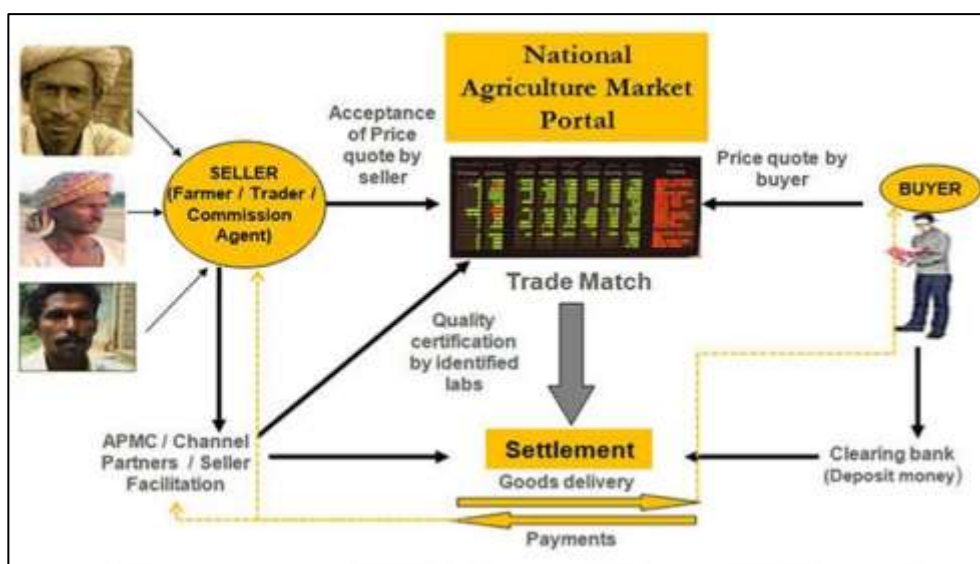 National
Agriculture Market
Portal
Acceptance
of Price
quote by
seller
Price quote by
buyer
SELLER
(Farmer / Trader /
Commission
Agent)
BUYER
Trade Match
Quality
certification
by identified
labs
APMC / Channel
Partners / Seller
Facilitation
Settlement
Goods delivery
Clearing bank
(Deposit money)
Payments